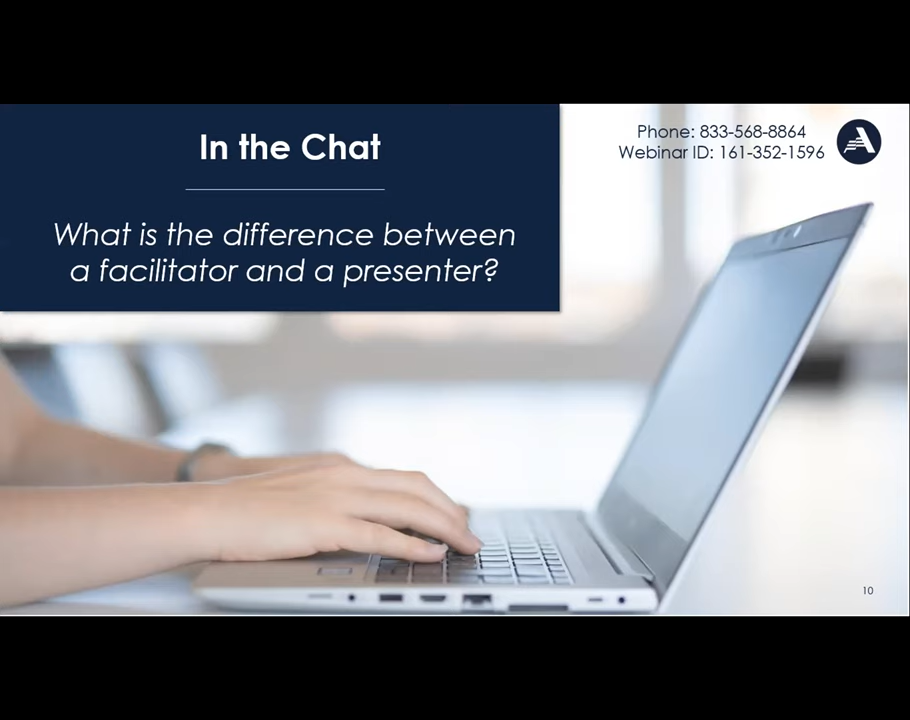 In the Chat
What is the difference between
a facilitator and a presenter?
Phone: 833-568-8864
Webinar ID: 161-352-1596
10